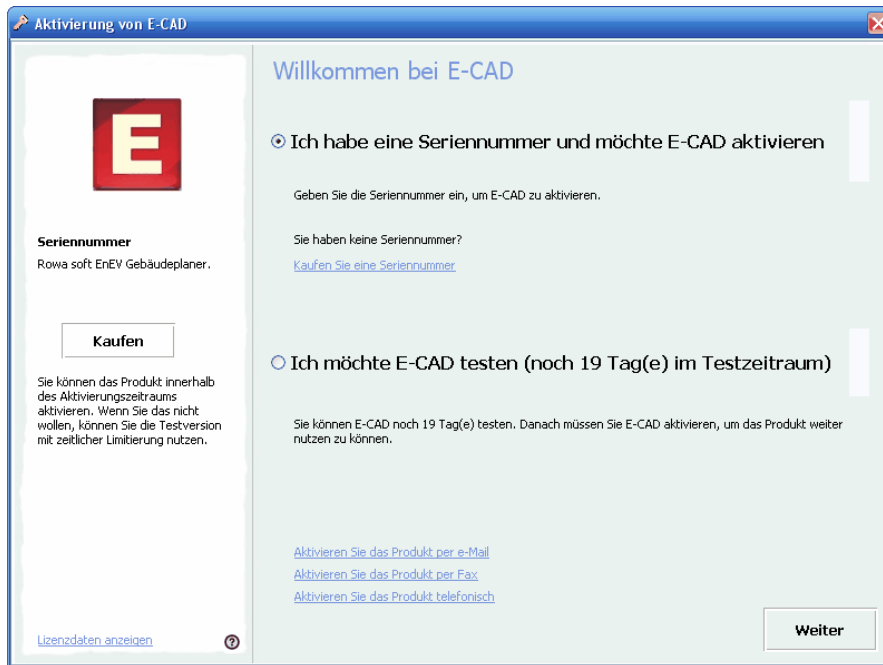 Aktivierung von E-CAD
E
Seriennummer
Rowa soft EnEV Gebäudeplaner.
Kaufen
Sie können das Produkt innerhalb
des Aktivierungszeitraums
aktivieren. Wenn Sie das nicht
wollen, können Sie die Testversion
mit zeitlicher Limitierung nutzen.
Lizenzdaten anzeigen
?
Willkommen bei E-CAD
Ich habe eine Seriennummer und möchte E-CAD aktivieren
Geben Sie die Seriennummer ein, um E-CAD zu aktivieren.
Sie haben keine Seriennummer?
Kaufen Sie eine Seriennummer
Ich möchte E-CAD testen (noch 19 Tag(e) im Testzeitraum)
Sie können E-CAD noch 19 Tag(e) testen. Danach müssen Sie E-CAD aktivieren, um das Produkt weiter
nutzen zu können.
Aktivieren Sie das Produkt per e-Mail
Aktivieren Sie das Produkt per Fax
Aktivieren Sie das Produkt telefonisch
Weiter